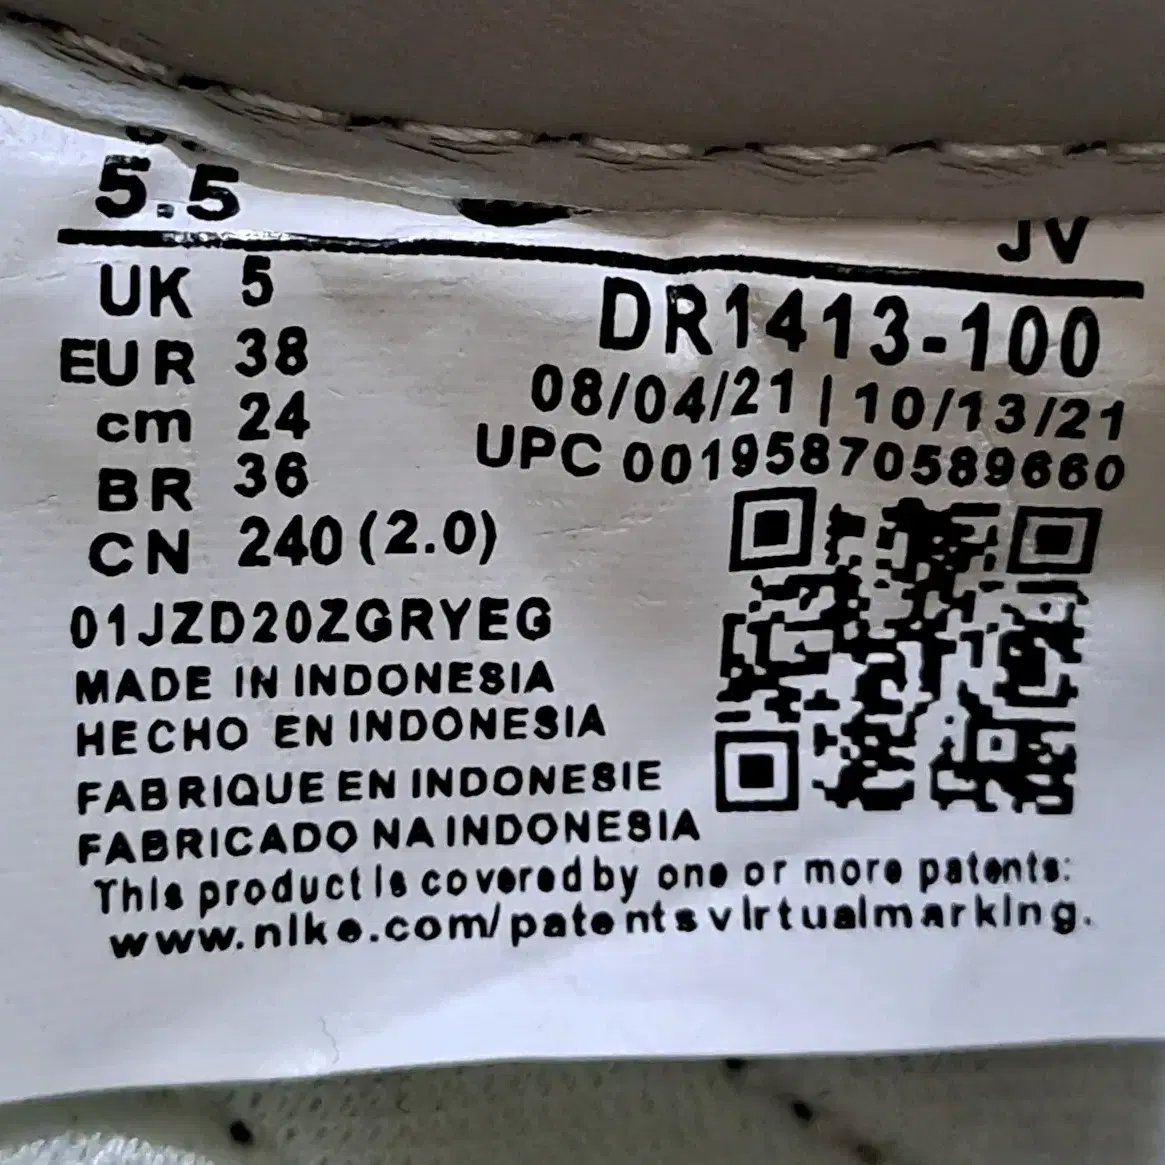 5.5
JV
UK 5
DR1413-100
EUR 38
08/04/21 | 10/13/21
cm 24
UPC 00195870589660
BR 36
CN 240 (2.0)
01JZD20ZGRYEG
MADE IN INDONESIA
HECHO EN INDONESIA
FABRIQUE EN INDONESIE
FABRICADO NA INDONESIA
This product is covered by one or more patents:
www.nike.com/patentsvirtualmarking.